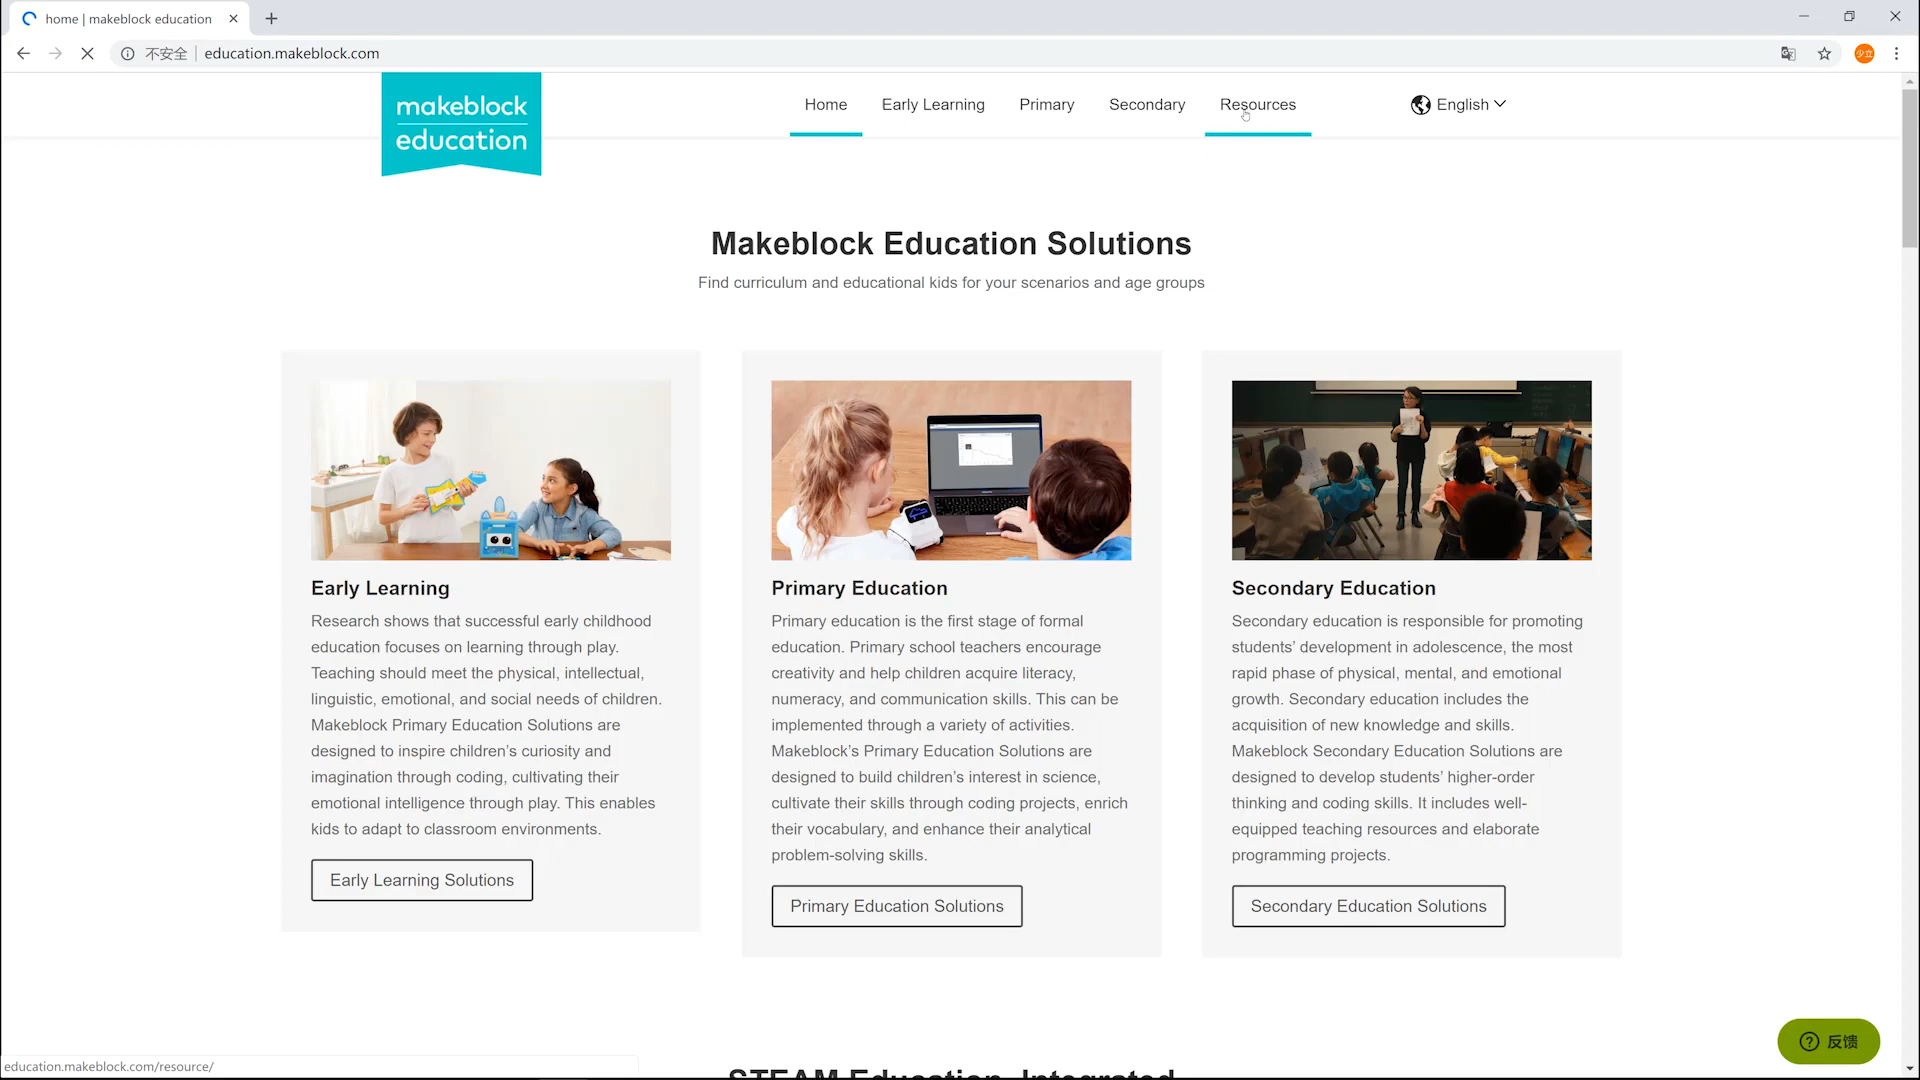 home | makeblock education
不安全 education.makeblock.com
少立
makeblock
education
Home Early Learning Primary Secondary Resources English
Makeblock Education Solutions
Find curriculum and educational kids for your scenarios and age groups
Early Learning
Research shows that successful early childhood
education focuses on learning through play.
Teaching should meet the physical, intellectual,
linguistic, emotional, and social needs of children.
Makeblock Primary Education Solutions are
designed to inspire children’s curiosity and
imagination through coding, cultivating their
emotional intelligence through play. This enables
kids to adapt to classroom environments.
Early Learning Solutions
Primary Education
Primary education is the first stage of formal
education. Primary school teachers encourage
creativity and help children acquire literacy,
numeracy, and communication skills. This can be
implemented through a variety of activities.
Makeblock’s Primary Education Solutions are
designed to build children’s interest in science,
cultivate their skills through coding projects, enrich
their vocabulary, and enhance their analytical
problem-solving skills.
Primary Education Solutions
Secondary Education
Secondary education is responsible for promoting
students’ development in adolescence, the most
rapid phase of physical, mental, and emotional
growth. Secondary education includes the
acquisition of new knowledge and skills.
Makeblock Secondary Education Solutions are
designed to develop students’ higher-order
thinking and coding skills. It includes well-
equipped teaching resources and elaborate
programming projects.
Secondary Education Solutions
反馈
education.makeblock.com/resource/
STEAM Education, Integrated